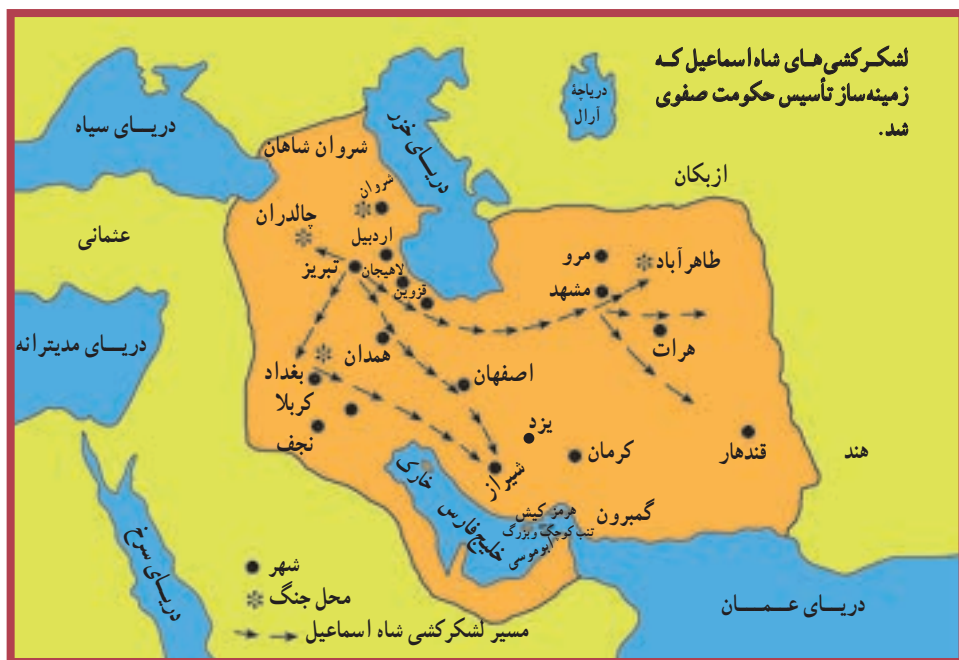 لشکرکشی‌های شاه اسماعیل که
زمینه‌ساز تأسیس حکومت صفوی
شد.
دریاچهٔ
آرال
دریای سیاه
دریای خزر
شروان شاهان
ازبکان
شروان
چالدران
عثمانی
اردبیل
مرو
طاهرآباد
تبریز
لاهیجان
مشهد
قزوین
دریای مدیترانه
همدان
هرات
بغداد
اصفهان
کربلا
یزد
نجف
قندهار
هند
کرمان
شیراز
خارک
گمبرون
هرمز کیش
تنب کوچک و بزرگ
ابوموسی
خلیج فارس
دریای سرخ
شهر
محل جنگ
دریای عمان
مسیر لشکرکشی شاه اسماعیل